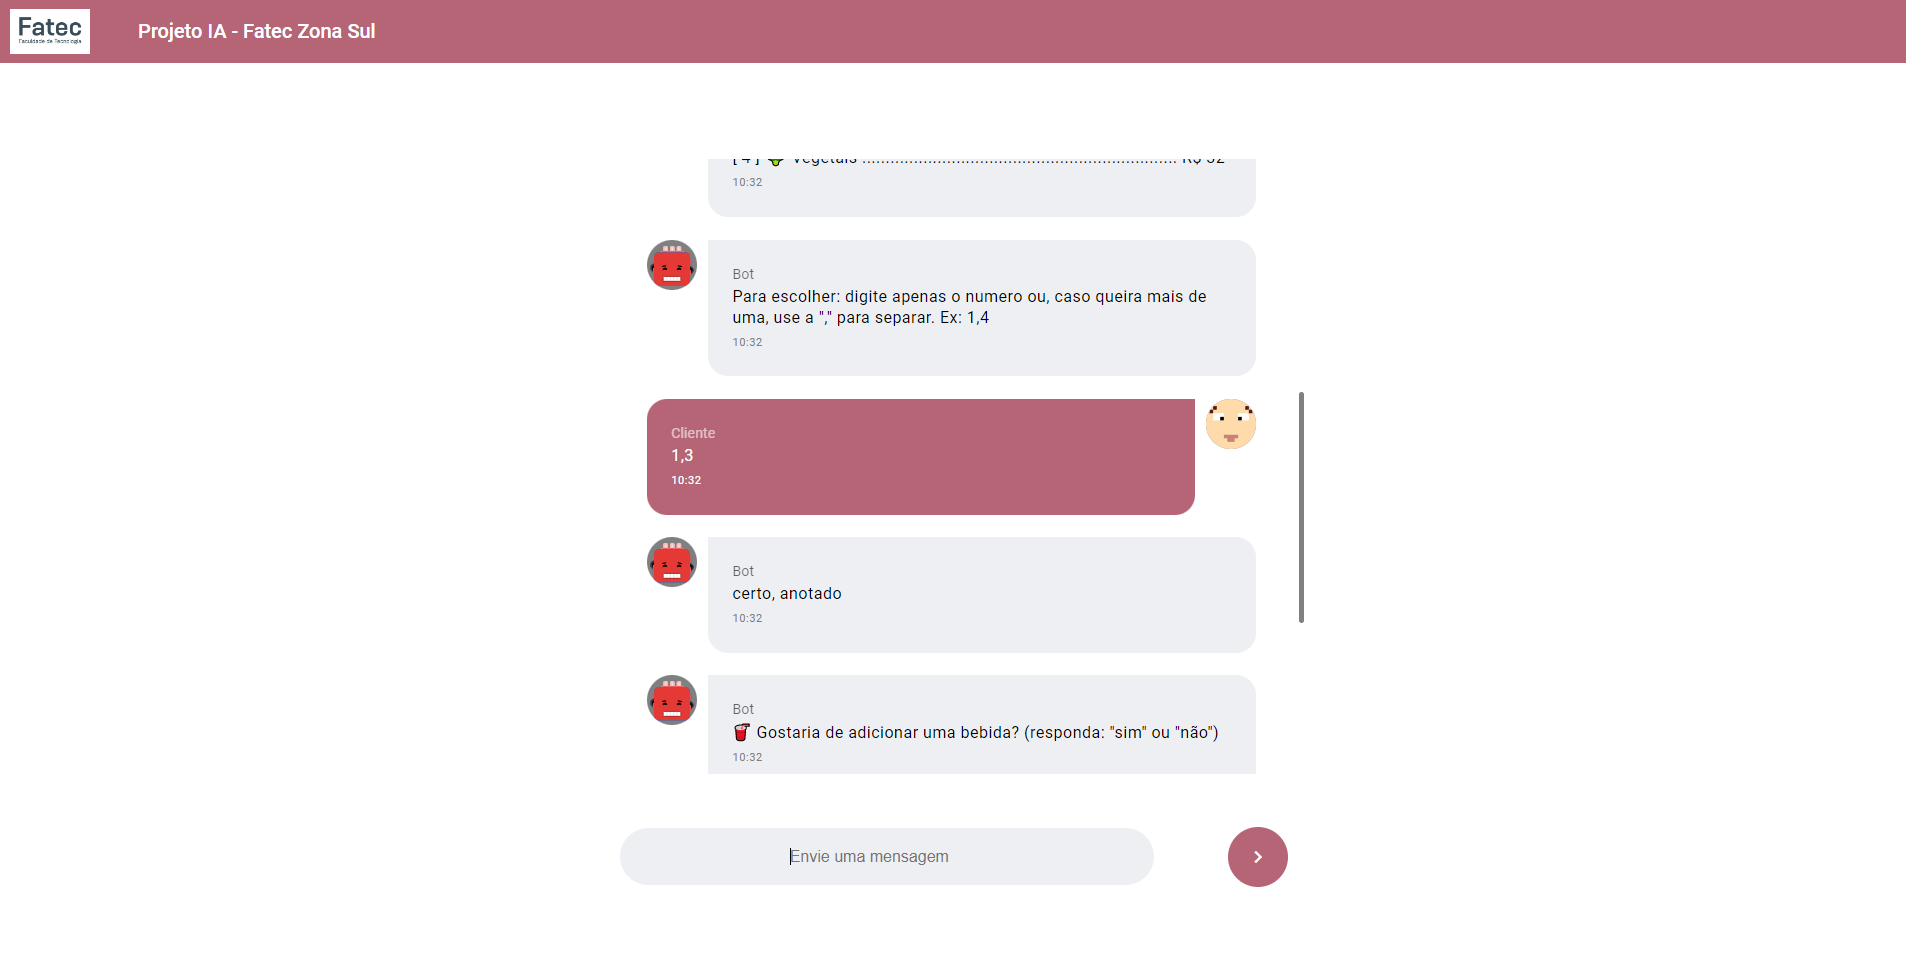 Fatec
Faculdade de Tecnologia
Projeto IA - Fatec Zona Sul
[ 4 ] 🥦 Vegetais .................................................................... R$ 32
10:32
Bot
Para escolher: digite apenas o numero ou, caso queira mais de
uma, use a "," para separar. Ex: 1,4
10:32
Cliente
1,3
10:32
Bot
certo, anotado
10:32
Bot
🥤 Gostaria de adicionar uma bebida? (responda: "sim" ou "não")
10:32
Envie uma mensagem